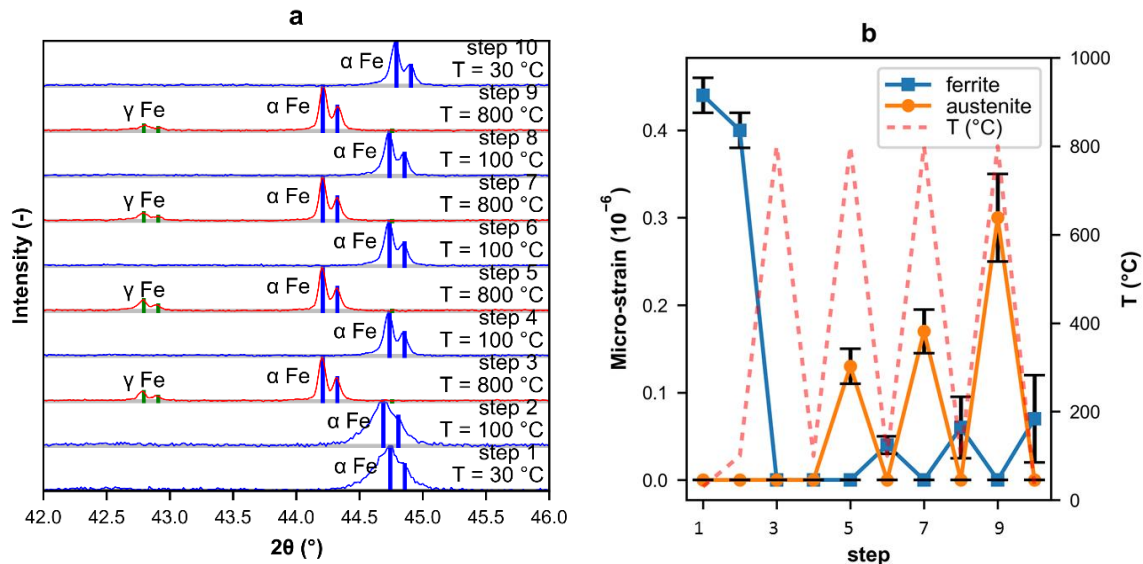 a
step 10
α Fe
T = 30 °C
step 9
γ Fe
α Fe
T = 800 °C
step 8
α Fe
T = 100 °C
step 7
γ Fe
α Fe
T = 800 °C
step 6
α Fe
T = 100 °C
step 5
γ Fe
α Fe
T = 800 °C
step 4
α Fe
T = 100 °C
step 3
γ Fe
α Fe
T = 800 °C
step 2
α Fe
T = 100 °C
step 1
α Fe
T = 30 °C
Intensity (-)
42.0 42.5 43.0 43.5 44.0 44.5 45.0 45.5 46.0
2θ (°)
b
ferrite
austenite
T (°C)
Micro-strain (10⁻⁶)
0.4
0.3
0.2
0.1
0.0
1 3 5 7 9
step
1000
800
600
400
200
0
T (°C)